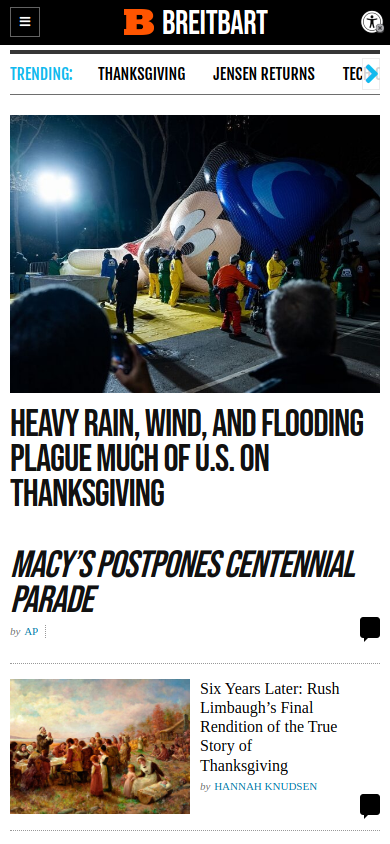 B BREITBART
TRENDING: THANKSGIVING JENSEN RETURNS TEC
HEAVY RAIN, WIND, AND FLOODING
PLAGUE MUCH OF U.S. ON
THANKSGIVING
MACY'S POSTPONES CENTENNIAL
PARADE
by AP
Six Years Later: Rush
Limbaugh's Final
Rendition of the True
Story of
Thanksgiving
by HANNAH KNUDSEN